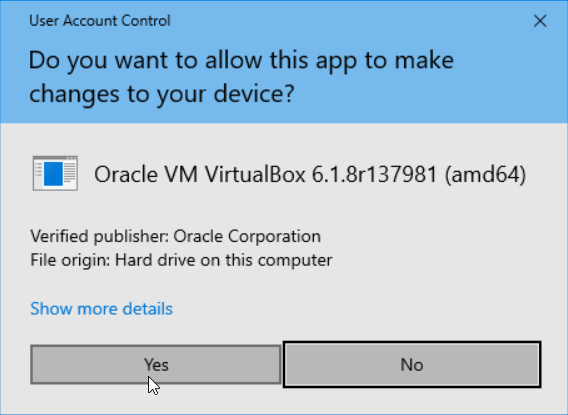 User Account Control
Do you want to allow this app to make
changes to your device?
Oracle VM VirtualBox 6.1.8r137981 (amd64)
Verified publisher: Oracle Corporation
File origin: Hard drive on this computer
Show more details
Yes
No